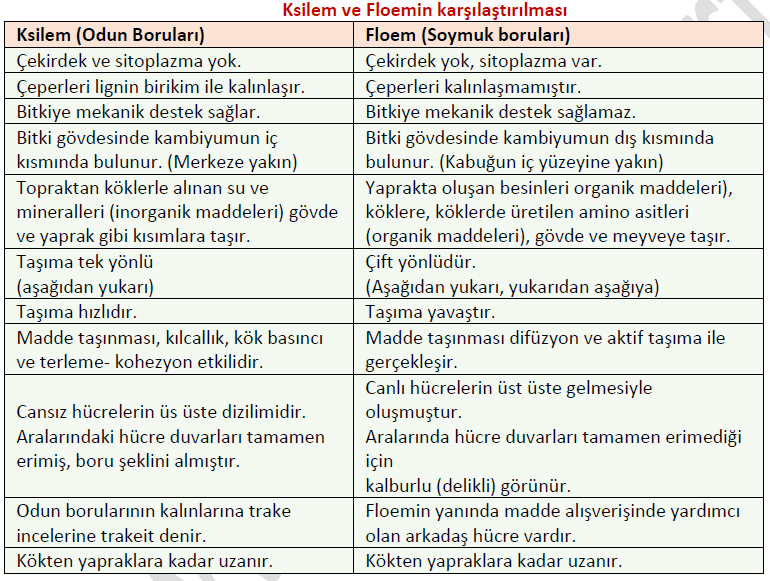 Ksilem ve Floemin karşılaştırılması
Ksilem (Odun Boruları)
Floem (Soymuk boruları)
Çekirdek ve sitoplazma yok.
Çekirdek yok, sitoplazma var.
Çeperleri lignin birikim ile kalınlaşır.
Çeperleri kalınlaşmamıştır.
Bitkiye mekanik destek sağlar.
Bitkiye mekanik destek sağlamaz.
Bitki gövdesinde kambiyumun iç
kısmında bulunur. (Merkeze yakın)
Bitki gövdesinde kambiyumun dış kısmında
bulunur. (Kabuğun iç yüzeyine yakın)
Topraktan köklerle alınan su ve
mineralleri (inorganik maddeleri) gövde
ve yaprak gibi kısımlara taşır.
Yaprakta oluşan besinleri organik maddeleri),
köklere, köklerde üretilen amino asitleri
(organik maddeleri), gövde ve meyveye taşır.
Taşıma tek yönlü
(aşağıdan yukarı)
Çift yönlüdür.
(Aşağıdan yukarı, yukarıdan aşağıya)
Taşıma hızlıdır.
Taşıma yavaştır.
Madde taşınması, kılcallık, kök basıncı
ve terleme- kohezyon etkilidir.
Madde taşınması difüzyon ve aktif taşıma ile
gerçekleşir.
Cansız hücrelerin üs üste dizilimidir.
Aralarındaki hücre duvarları tamamen
erimiş, boru şeklini almıştır.
Canlı hücrelerin üst üste gelmesiyle
oluşmuştur.
Aralarında hücre duvarları tamamen erimediği
için
kalburlu (delikli) görünür.
Odun borularının kalınlarına trake
incelerine trakeit denir.
Floemin yanında madde alışverişinde yardımcı
olan arkadaş hücre vardır.
Kökten yapraklara kadar uzanır.
Kökten yapraklara kadar uzanır.